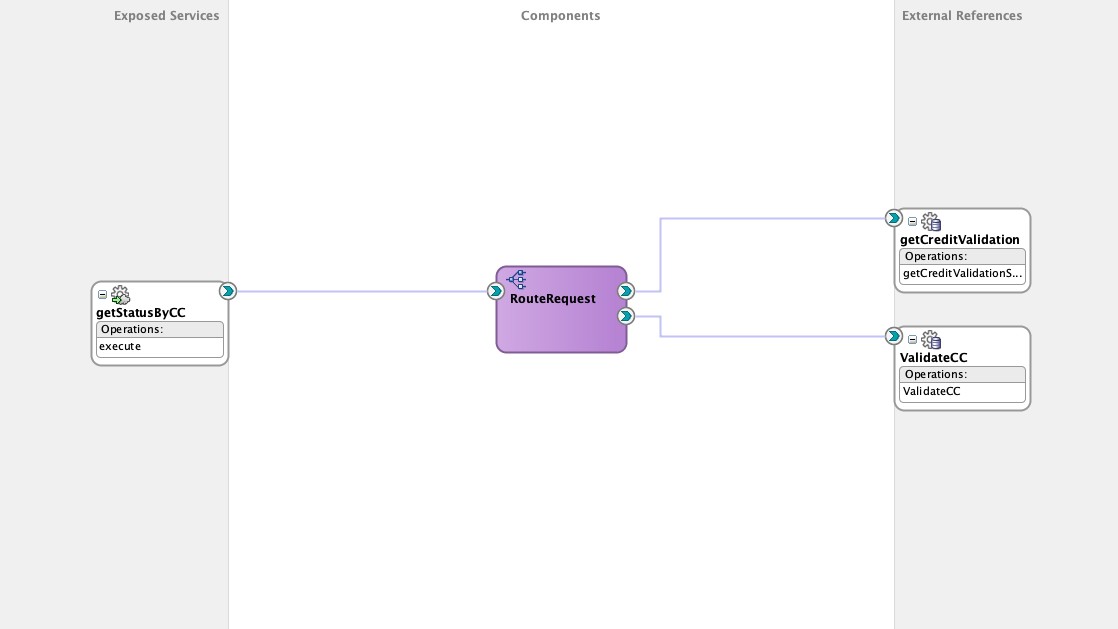 Exposed Services
Components
External References
getStatusByCC
Operations:
execute
RouteRequest
getCreditValidation
Operations:
getCreditValidationS...
ValidateCC
Operations:
ValidateCC